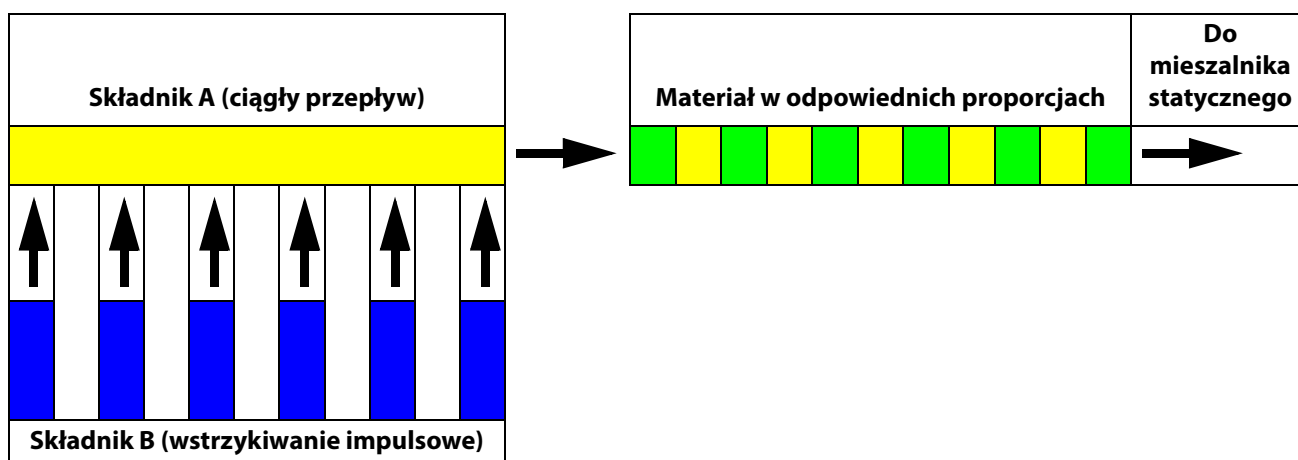 Składnik A (ciągły przepływ)
Składnik B (wstrzykiwanie impulsowe)
Materiał w odpowiednich proporcjach
Do
mieszalnika
statycznego